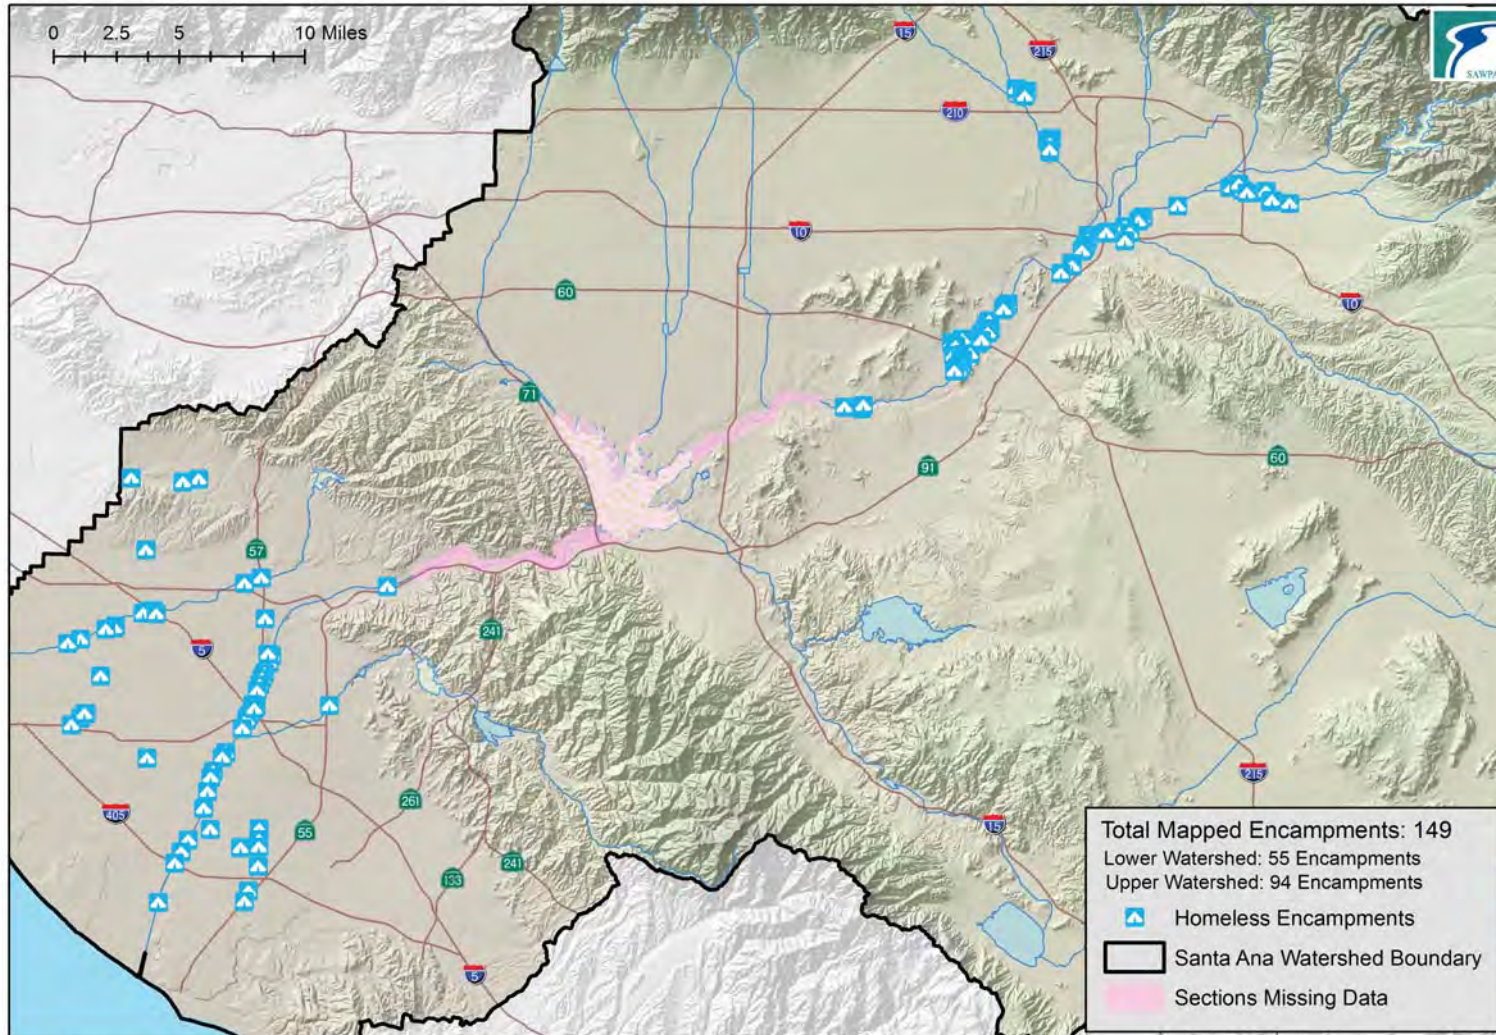 0 2.5 5 10 Miles
15
215
SAWPA
210
10
60
10
71
91
60
57
241
5
215
261
405
55
15
241
133
5
Total Mapped Encampments: 149
Lower Watershed: 55 Encampments
Upper Watershed: 94 Encampments
Homeless Encampments
Santa Ana Watershed Boundary
Sections Missing Data